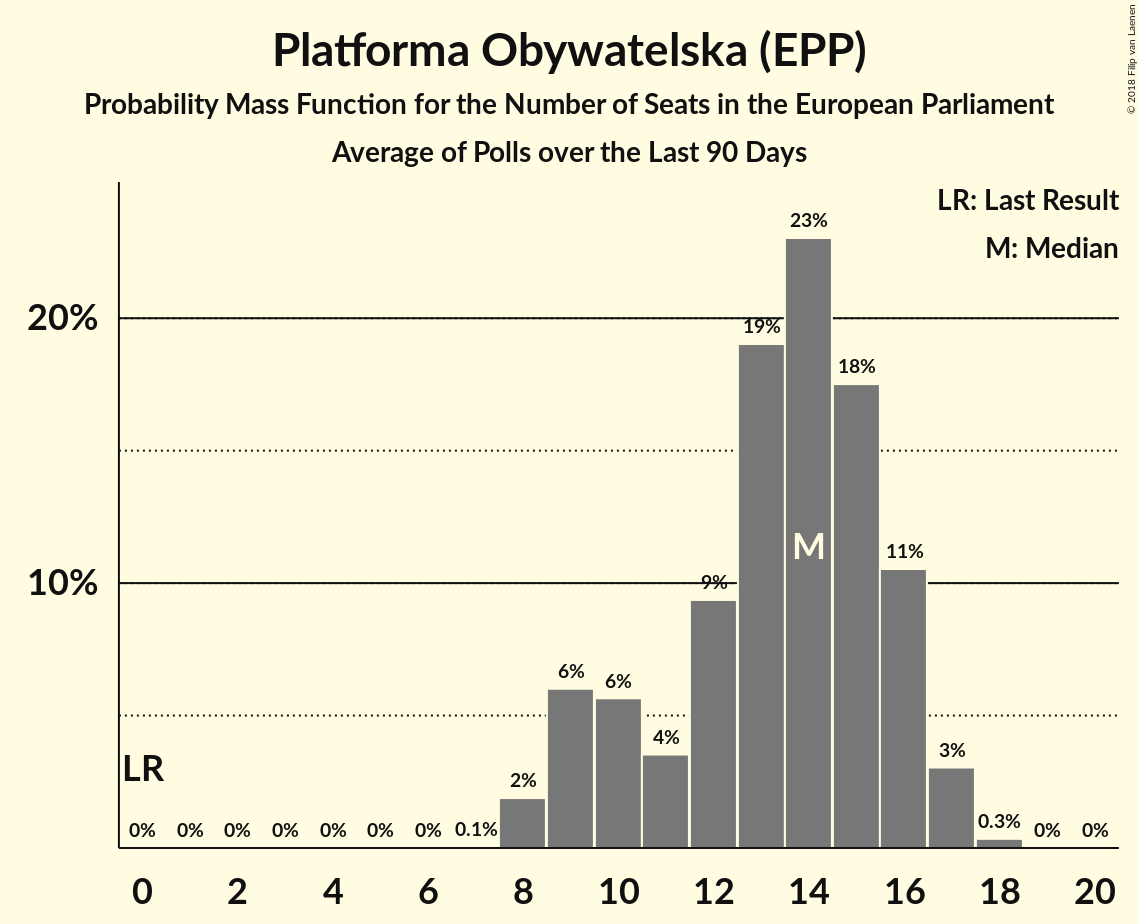 Platforma Obywatelska (EPP)
Probability Mass Function for the Number of Seats in the European Parliament
Average of Polls over the Last 90 Days
© 2018 Filip van Laenen
LR: Last Result
M: Median
20%
10%
LR
0%
0%
0%
0%
0%
0%
0%
0.1%
2%
6%
6%
4%
9%
19%
23%
M
18%
11%
3%
0.3%
0%
0%
0 2 4 6 8 10 12 14 16 18 20